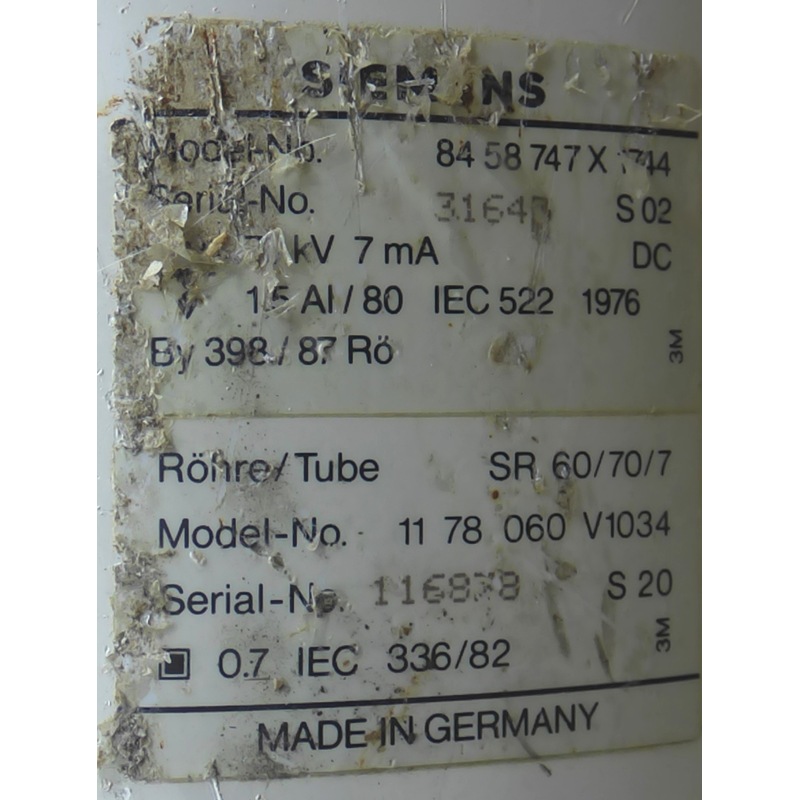 SIEMENS
Model-No. 84 58 747 X 1744
Serial-No. S 02
kV 7 mA DC
1.5 Al / 80 IEC 522 1976
By 398 / 87 Rö
3M
Röhre / Tube SR 60/70/7
Model-No. 11 78 060 V1034
Serial-No. 116878 S 20
0.7 IEC 336/82
3M
MADE IN GERMANY